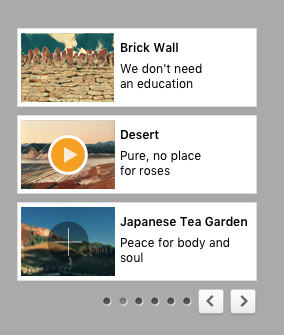 Brick Wall
We don't need
an education
Desert
Pure, no place
for roses
Japanese Tea Garden
Peace for body and
soul